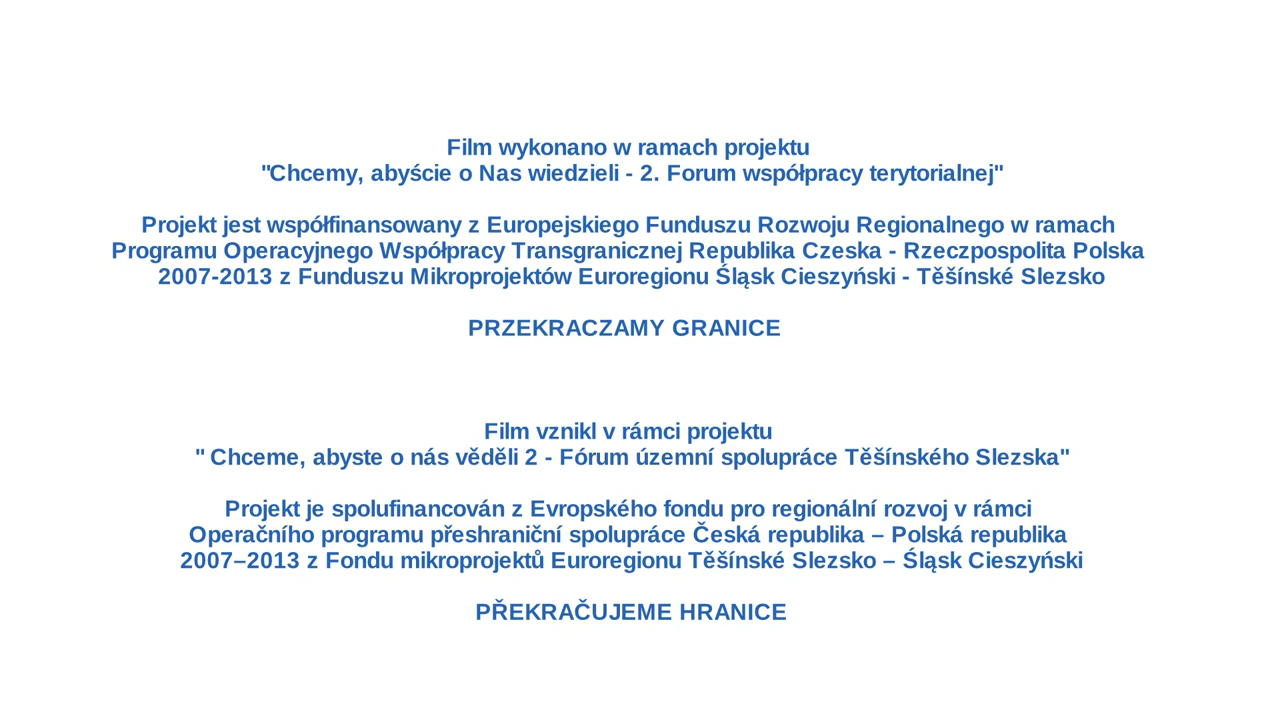 Film wykonano w ramach projektu
"Chcemy, abyście o Nas wiedzieli - 2. Forum współpracy terytorialnej"
Projekt jest współfinansowany z Europejskiego Funduszu Rozwoju Regionalnego w ramach
Programu Operacyjnego Współpracy Transgranicznej Republika Czeska - Rzeczpospolita Polska
2007-2013 z Funduszu Mikroprojektów Euroregionu Śląsk Cieszyński - Těšínské Slezsko
PRZEKRACZAMY GRANICE
Film vznikl v rámci projektu
" Chceme, abyste o nás věděli 2 - Fórum územní spolupráce Těšínského Slezska"
Projekt je spolufinancován z Evropského fondu pro regionální rozvoj v rámci
Operačního programu přeshraniční spolupráce Česká republika – Polská republika
2007–2013 z Fondu mikroprojektů Euroregionu Těšínské Slezsko – Śląsk Cieszyński
PŘEKRAČUJEME HRANICE